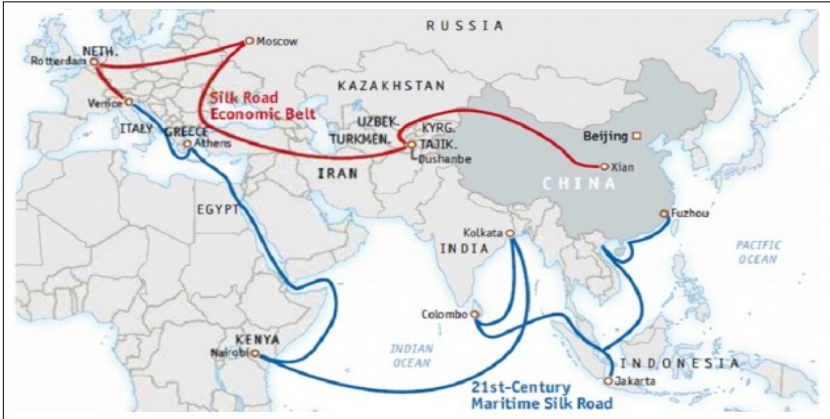 RUSSIA
Moscow
NETH.
Rotterdam
KAZAKHSTAN
Silk Road
Economic Belt
Venice
UZBEK.
KYRG.
Beijing
ITALY
GREECE
TURKMEN.
TAJIK.
Athens
Dushanbe
Xian
IRAN
CHINA
EGYPT
Fuzhou
Kolkata
INDIA
PACIFIC
OCEAN
Colombo
KENYA
Nairobi
INDIAN
OCEAN
INDONESIA
Jakarta
21st-Century
Maritime Silk Road